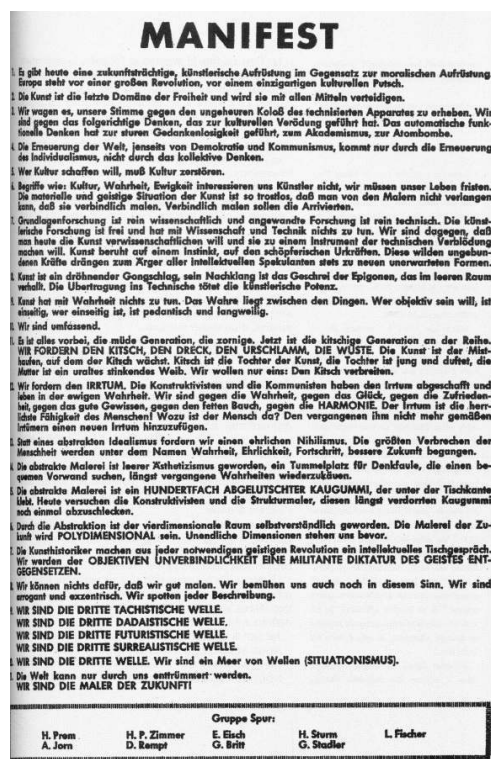 MANIFEST
1. Es gibt heute eine zukunftsträchtige, künstlerische Aufrüstung im Gegensatz zur moralischen Aufrüstung.
Europa steht vor einer großen Revolution, vor einem einzigartigen kulturellen Putsch.
2. Die Kunst ist die letzte Domäne der Freiheit und wird sie mit allen Mitteln verteidigen.
3. Wir wagen es, unsere Stimme gegen den ungeheuren Koloß des technisierten Apparates zu erheben. Wir
sind gegen das folgerichtige Denken, das zur kulturellen Verödung geführt hat. Das automatische funk-
tionelle Denken hat zur sturen Gedankenlosigkeit geführt, zum Akademismus, zur Atombombe.
4. Die Erneuerung der Welt, jenseits von Demokratie und Kommunismus, kommt nur durch die Erneuerung
des Individualismus, nicht durch das kollektive Denken.
5. Wer Kultur schaffen will, muß Kultur zerstören.
6. Begriffe wie: Kultur, Wahrheit, Ewigkeit interessieren uns Künstler nicht, wir müssen unser Leben fristen.
Die materielle und geistige Situation der Kunst ist so trostlos, daß man von den Malern nicht verlangen
kann, daß sie verbindlich malen. Verbindlich malen sollen die Arrivierten.
7. Grundlagenforschung ist rein wissenschaftlich und angewandte Forschung ist rein technisch. Die künst-
lerische Forschung ist frei und hat mit Wissenschaft und Technik nichts zu tun. Wir sind dagegen, daß
man heute die Kunst verwissenschaftlichen will und sie zu einem Instrument der technischen Verblödung
machen will. Kunst beruht auf einem Instinkt, auf den schöpferischen Urkräften. Diese wilden ungebun-
denen Kräfte drängen zum Ärger aller intellektuellen Spekulanten stets zu neuen unerwarteten Formen.
8. Kunst ist ein dröhnender Gongschlag, sein Nachklang ist das Geschrei der Epigonen, das im leeren Raum
verhallt. Die Übertragung ins Technische tötet die künstlerische Potenz.
9. Kunst hat mit Wahrheit nichts zu tun. Das Wahre liegt zwischen den Dingen. Wer objektiv sein will, ist
einseitig, wer einseitig ist, ist pedantisch und langweilig.
Wir sind umfassend.
Es ist alles vorbei, die müde Generation, die zornige. Jetzt ist die kitschige Generation an der Reihe.
WIR FORDERN DEN KITSCH, DEN DRECK, DEN URSCHLAMM, DIE WÜSTE. Die Kunst ist der Mist-
haufen, auf dem der Kitsch wächst. Kitsch ist die Tochter der Kunst, die Tochter ist jung und duftet, die
Mutter ist ein uraltes stinkendes Weib. Wir wollen nur eins: Den Kitsch verbreiten.
Wir fordern den IRRTUM. Die Konstruktivisten und die Kommunisten haben den Irrtum abgeschafft und
leben in der ewigen Wahrheit. Wir sind gegen die Wahrheit, gegen das Glück, gegen die Zufrieden-
heit, gegen das gute Gewissen, gegen den fetten Bauch, gegen die HARMONIE. Der Irrtum ist die herr-
lichste Fähigkeit des Menschen! Wozu ist der Mensch da? Den vergangenen ihm nicht mehr gemäßen
Irrtümern einen neuen Irrtum hinzuzufügen.
Statt eines abstrakten Idealismus fordern wir einen ehrlichen Nihilismus. Die größten Verbrechen der
Menschheit werden unter dem Namen Wahrheit, Ehrlichkeit, Fortschritt, bessere Zukunft begangen.
Die abstrakte Malerei ist leerer Ästhetizismus geworden, ein Tummelplatz für Denkfaule, die einen be-
quemen Vorwand suchen, längst vergangene Wahrheiten wiederzukäuen.
Die abstrakte Malerei ist ein HUNDERTFACH ABGELUTSCHTER KAUGUMMI, der unter der Tischkante
klebt. Heute versuchen die Konstruktivisten und die Strukturmaler, diesen längst verdorrten Kaugummi
noch einmal abzuschlecken.
Durch die Abstraktion ist der vierdimensionale Raum selbstverständlich geworden. Die Malerei der Zu-
kunft wird POLYDIMENSIONAL sein. Unendliche Dimensionen stehen uns bevor.
Die Kunsthistoriker machen aus jeder notwendigen geistigen Revolution ein intellektuelles Tischgespräch.
Wir werden der OBJEKTIVEN UNVERBINDLICHKEIT EINE MILITANTE DIKTATUR DES GEISTES ENT-
GEGENSETZEN.
Wir können nichts dafür, daß wir gut malen. Wir bemühen uns auch noch in diesem Sinn. Wir sind
arrogant und exzentrisch. Wir spotten jeder Beschreibung.
WIR SIND DIE DRITTE TACHISTISCHE WELLE.
WIR SIND DIE DRITTE DADAISTISCHE WELLE.
WIR SIND DIE DRITTE FUTURISTISCHE WELLE.
WIR SIND DIE DRITTE SURREALISTISCHE WELLE.
WIR SIND DIE DRITTE WELLE. Wir sind ein Meer von Wellen (SITUATIONISMUS).
Die Welt kann nur durch uns enttrümmert werden.
WIR SIND DIE MALER DER ZUKUNFT!
Gruppe Spur:
H. Prem H. P. Zimmer E. Eisch H. Sturm L. Fischer
A. Jorn D. Rempt G. Britt G. Stadler